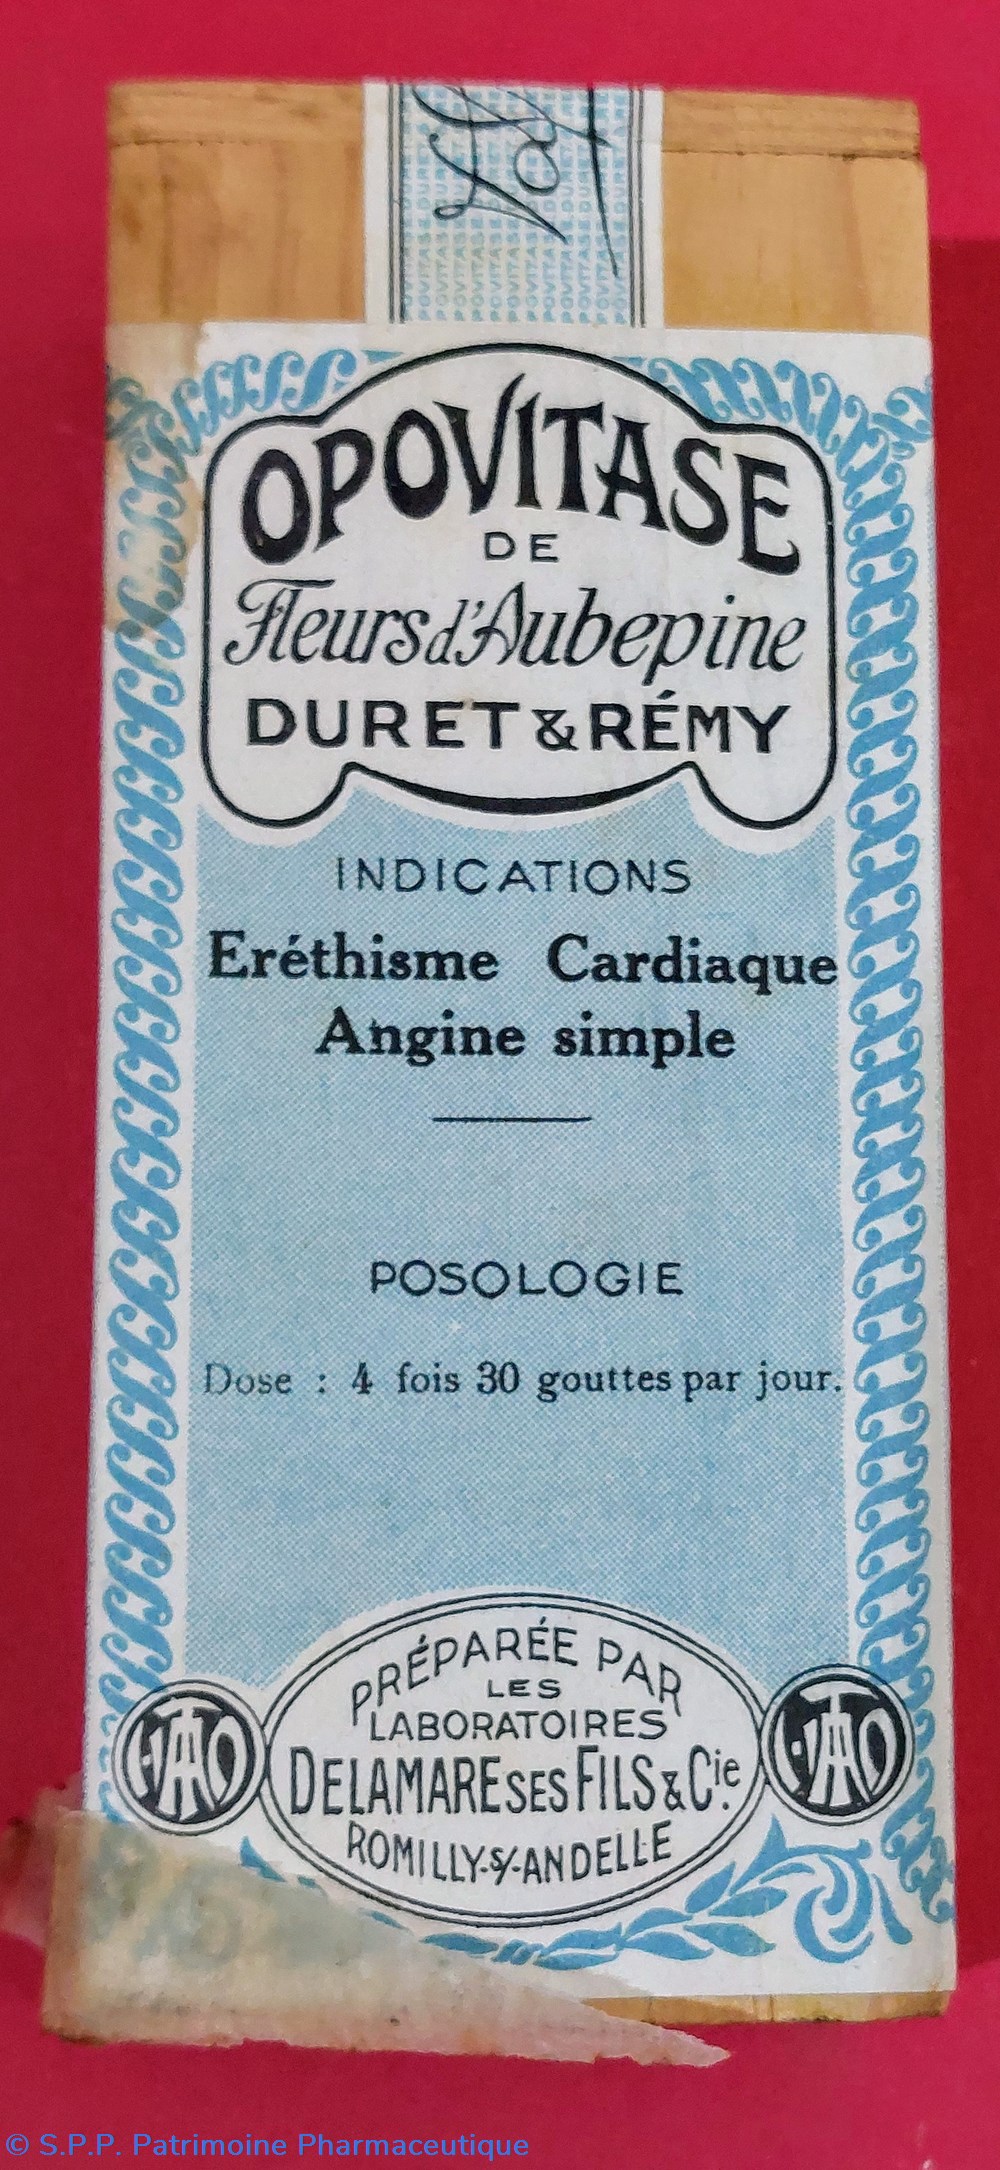 OPOVITASE
DE
Fleurs d'Aubepine
DURET & RÉMY
INDICATIONS
Eréthisme Cardiaque
Angine simple
POSOLOGIE
Dose : 4 fois 30 gouttes par jour.
PRÉPARÉE PAR
LES
LABORATOIRES
DELAMARE SES FILS & Cie.
ROMILLY-S/-ANDELLE
© S.P.P. Patrimoine Pharmaceutique